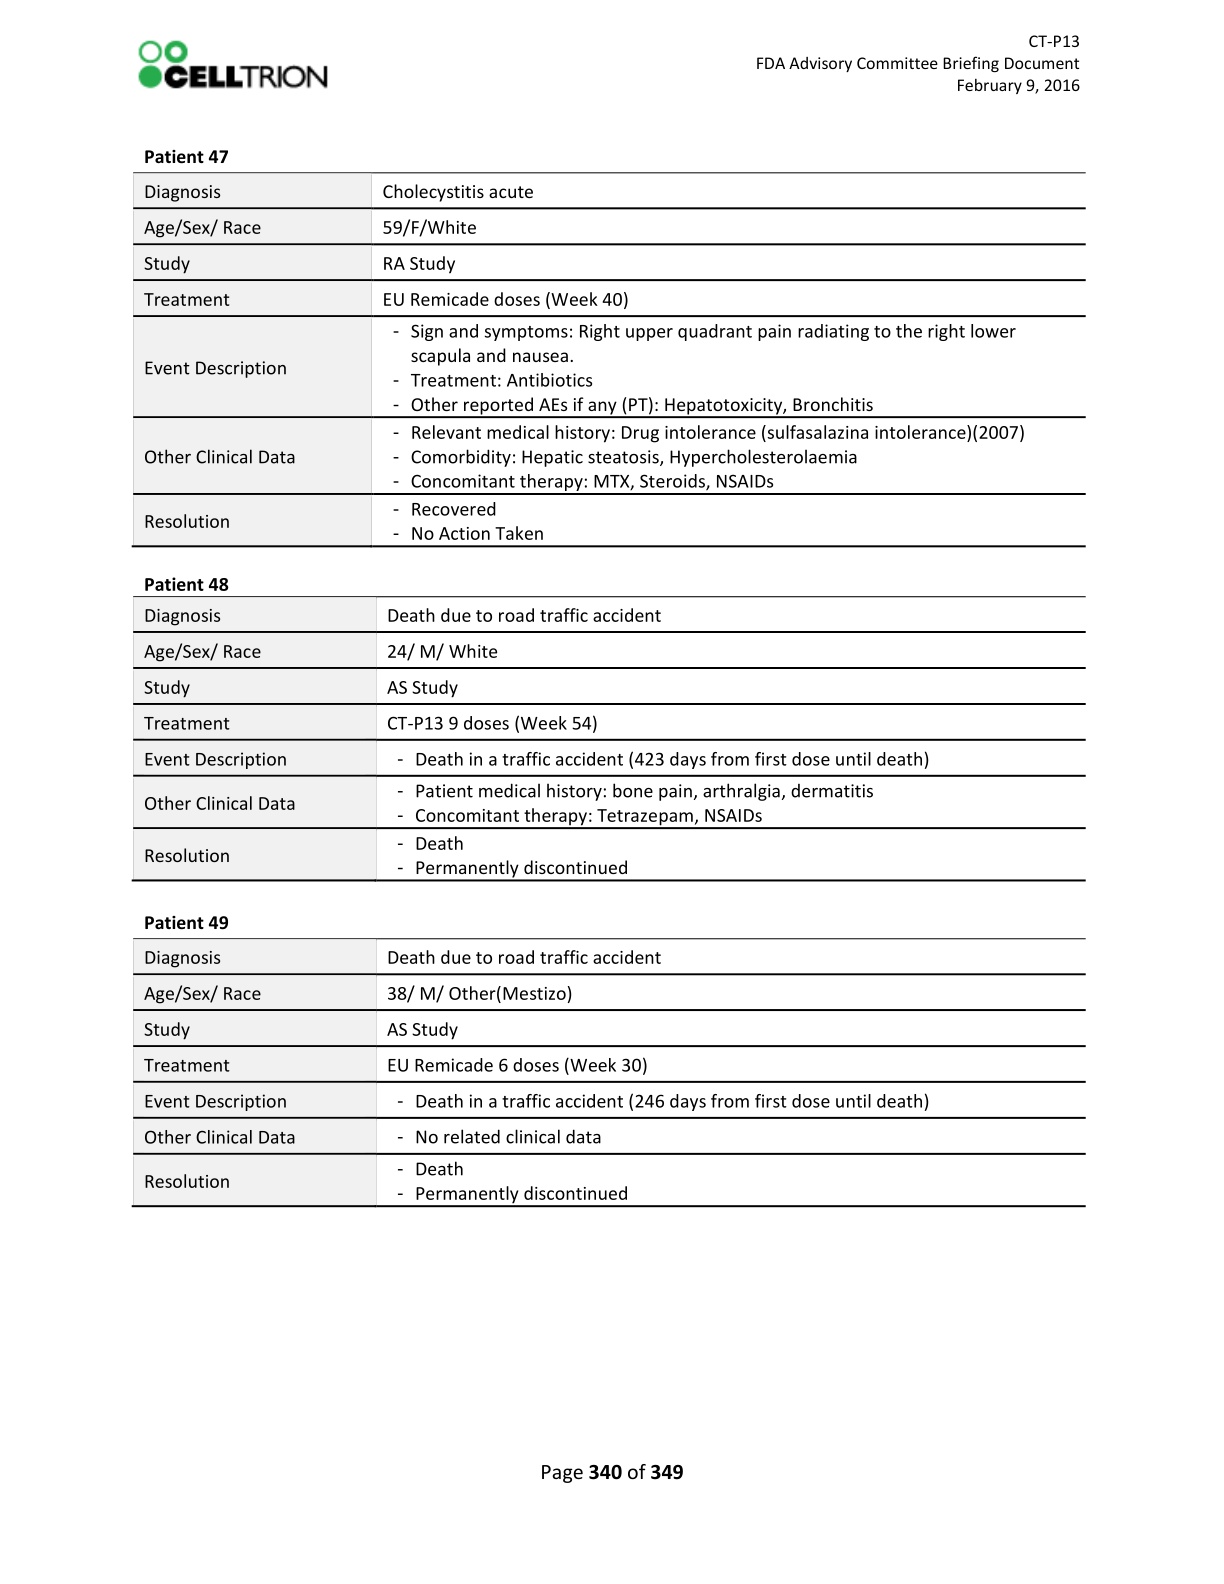 CELLTRION
CT-P13
FDA Advisory Committee Briefing Document
February 9, 2016
Patient 47
Diagnosis Cholecystitis acute
Age/Sex/ Race 59/F/White
Study RA Study
Treatment EU Remicade doses (Week 40)
Event Description
- Sign and symptoms: Right upper quadrant pain radiating to the right lower
scapula and nausea.
- Treatment: Antibiotics
- Other reported AEs if any (PT): Hepatotoxicity, Bronchitis
Other Clinical Data
- Relevant medical history: Drug intolerance (sulfasalazina intolerance)(2007)
- Comorbidity: Hepatic steatosis, Hypercholesterolaemia
- Concomitant therapy: MTX, Steroids, NSAIDs
Resolution
- Recovered
- No Action Taken
Patient 48
Diagnosis Death due to road traffic accident
Age/Sex/ Race 24/ M/ White
Study AS Study
Treatment CT-P13 9 doses (Week 54)
Event Description - Death in a traffic accident (423 days from first dose until death)
Other Clinical Data
- Patient medical history: bone pain, arthralgia, dermatitis
- Concomitant therapy: Tetrazepam, NSAIDs
Resolution
- Death
- Permanently discontinued
Patient 49
Diagnosis Death due to road traffic accident
Age/Sex/ Race 38/ M/ Other(Mestizo)
Study AS Study
Treatment EU Remicade 6 doses (Week 30)
Event Description - Death in a traffic accident (246 days from first dose until death)
Other Clinical Data - No related clinical data
Resolution
- Death
- Permanently discontinued
Page 340 of 349